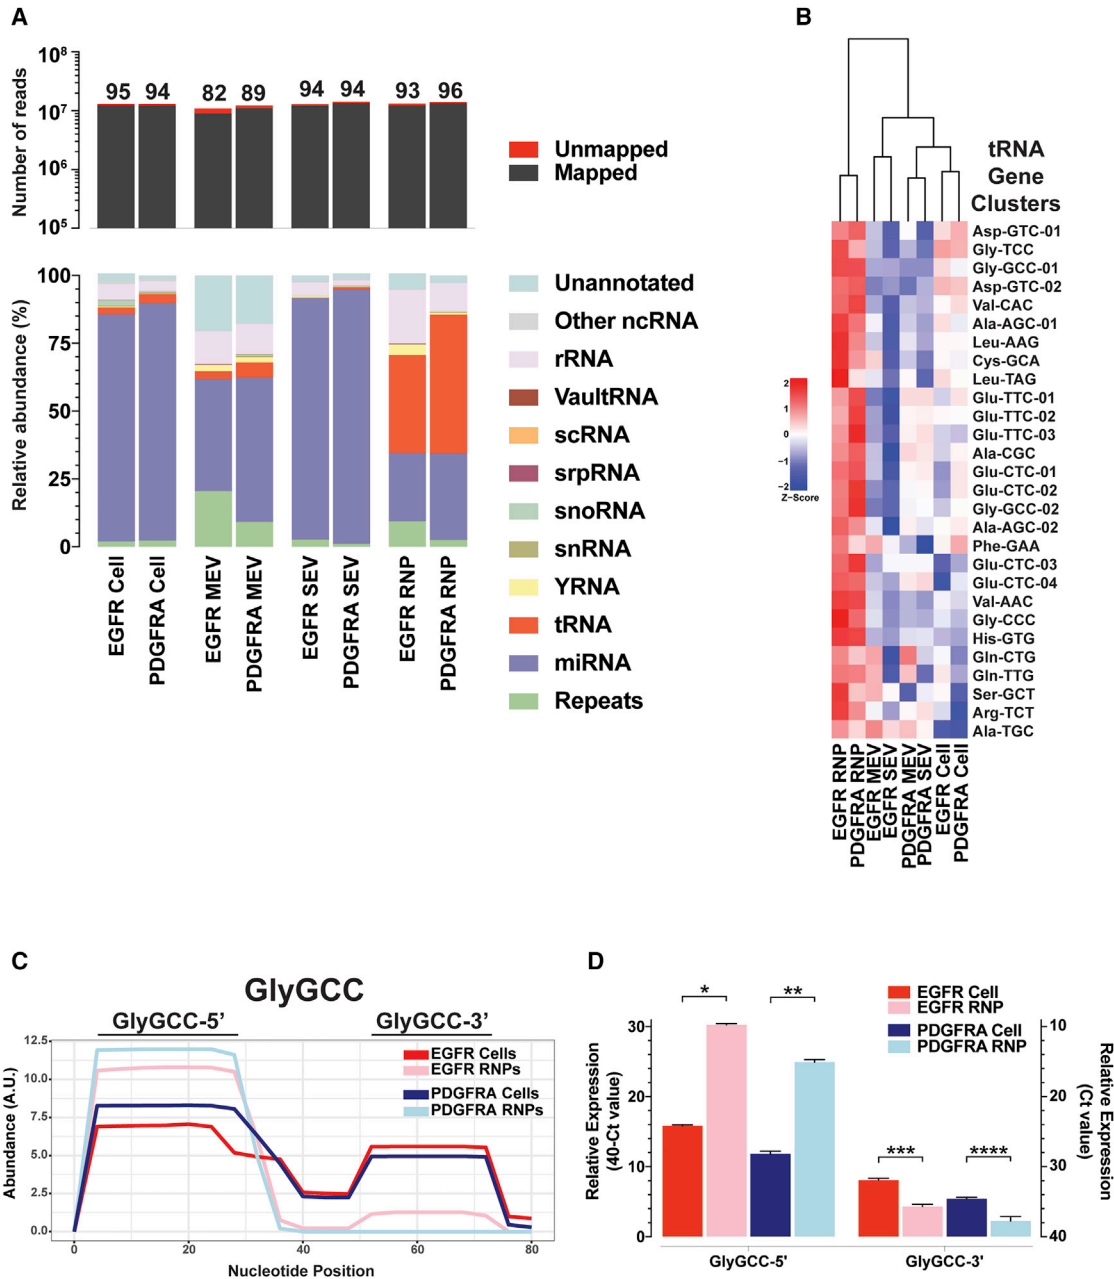 A
Number of reads
10⁸
10⁷
10⁶
10⁵
95
94
82
89
94
94
93
96
Unmapped
Mapped
Relative abundance (%)
100
75
50
25
0
EGFR Cell
PDGFRA Cell
EGFR MEV
PDGFRA MEV
EGFR SEV
PDGFRA SEV
EGFR RNP
PDGFRA RNP
Unannotated
Other ncRNA
rRNA
VaultRNA
scRNA
srpRNA
snoRNA
snRNA
YRNA
tRNA
miRNA
Repeats
B
tRNA
Gene
Clusters
Asp-GTC-01
Gly-TCC
Gly-GCC-01
Asp-GTC-02
Val-CAC
Ala-AGC-01
Leu-AAG
Cys-GCA
Leu-TAG
Glu-TTC-01
Glu-TTC-02
Glu-TTC-03
Ala-CGC
Glu-CTC-01
Glu-CTC-02
Gly-GCC-02
Ala-AGC-02
Phe-GAA
Glu-CTC-03
Glu-CTC-04
Val-AAC
Gly-CCC
His-GTG
Gln-CTG
Gln-TTG
Ser-GCT
Arg-TCT
Ala-TGC
2
1
0
−1
−2
Z−Score
EGFR RNP
PDGFRA RNP
EGFR MEV
EGFR SEV
PDGFRA MEV
PDGFRA SEV
EGFR Cell
PDGFRA Cell
C
GlyGCC
GlyGCC-5’
GlyGCC-3’
Abundance (A.U.)
12.5
10.0
7.5
5.0
2.5
0.0
0
20
40
60
80
Nucleotide Position
EGFR Cells
EGFR RNPs
PDGFRA Cells
PDGFRA RNPs
D
EGFR Cell
EGFR RNP
PDGFRA Cell
PDGFRA RNP
Relative Expression
(40-Ct value)
30
20
10
0
*
**
***
****
10
20
30
40
Relative Expression
(Ct value)
GlyGCC-5'
GlyGCC-3'